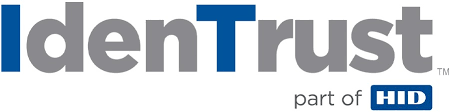 IdenTrust™
part of HID